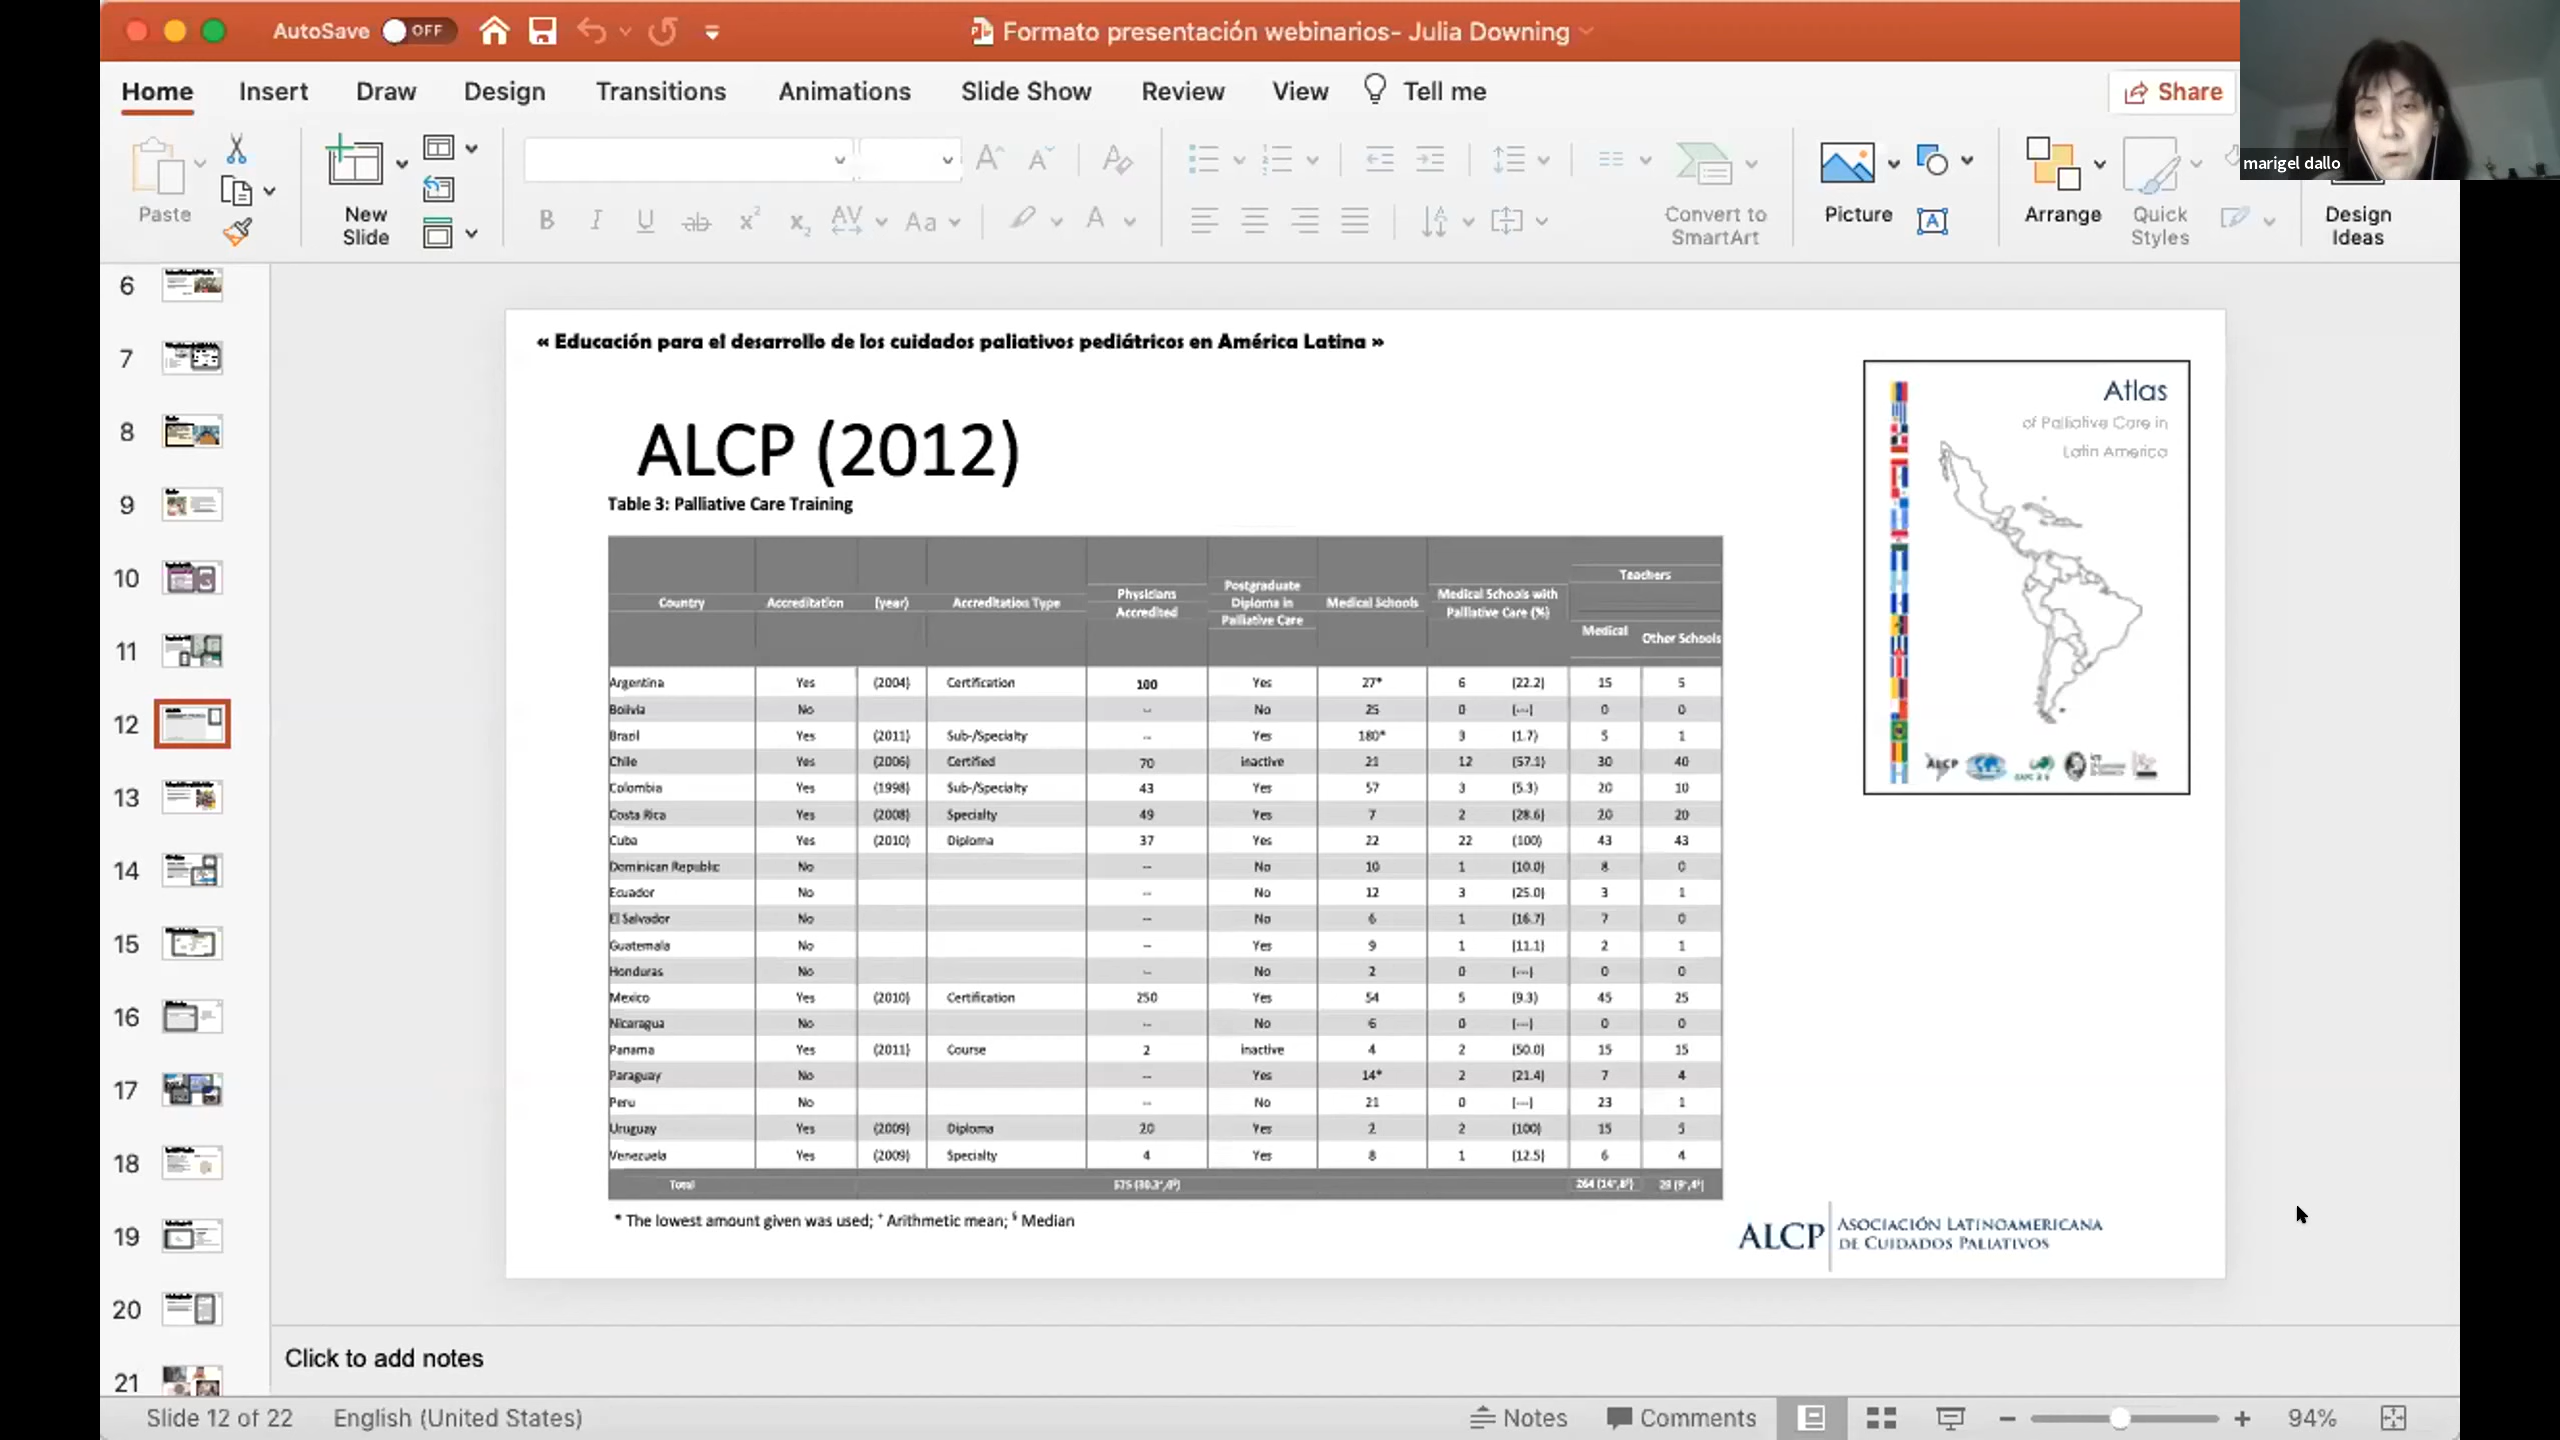 AutoSave OFF
Formato presentación webinarios- Julia Downing
Home Insert Draw Design Transitions Animations Slide Show Review View Tell me
Share
marigel dallo
Paste
New Slide
Convert to SmartArt
Picture
Arrange
Quick Styles
Design Ideas
6
7
8
9
10
11
12
13
14
15
16
17
18
19
20
21
« Educación para el desarrollo de los cuidados paliativos pediátricos en América Latina »
ALCP (2012)
Table 3: Palliative Care Training
Country Accreditation (year) Accreditation Type Physicians Accredited Postgraduate Diploma in Palliative Care Medical Schools Medical Schools with Palliative Care (%) Teachers Medical Other Schools
Argentina Yes (2004) Certification 100 Yes 27* 6 (22.2) 15 5
Bolivia No -- No 25 0 (---) 0 0
Brazil Yes (2011) Sub-/Specialty -- Yes 180* 3 (1.7) 5 1
Chile Yes (2006) Certified 70 inactive 21 12 (57.1) 30 40
Colombia Yes (1998) Sub-/Specialty 43 Yes 57 3 (5.3) 20 10
Costa Rica Yes (2008) Specialty 49 Yes 7 2 (28.6) 20 20
Cuba Yes (2010) Diploma 37 Yes 22 22 (100) 43 43
Dominican Republic No -- No 10 1 (10.0) 8 0
Ecuador No -- No 12 3 (25.0) 3 1
El Salvador No -- No 6 1 (16.7) 7 0
Guatemala No -- Yes 9 1 (11.1) 2 1
Honduras No -- No 2 0 (---) 0 0
Mexico Yes (2010) Certification 250 Yes 54 5 (9.3) 45 25
Nicaragua No -- No 6 0 (---) 0 0
Panama Yes (2011) Course 2 inactive 4 2 (50.0) 15 15
Paraguay No -- Yes 14* 2 (21.4) 7 4
Peru No -- No 21 0 (---) 23 1
Uruguay Yes (2009) Diploma 20 Yes 2 2 (100) 15 5
Venezuela Yes (2009) Specialty 4 Yes 8 1 (12.5) 6 4
Total
* The lowest amount given was used; + Arithmetic mean; § Median
Atlas
of Palliative Care in
Latin America
ALCP
ALCP ASOCIACIÓN LATINOAMERICANA
DE CUIDADOS PALIATIVOS
Click to add notes
Slide 12 of 22 English (United States) Notes Comments 94%